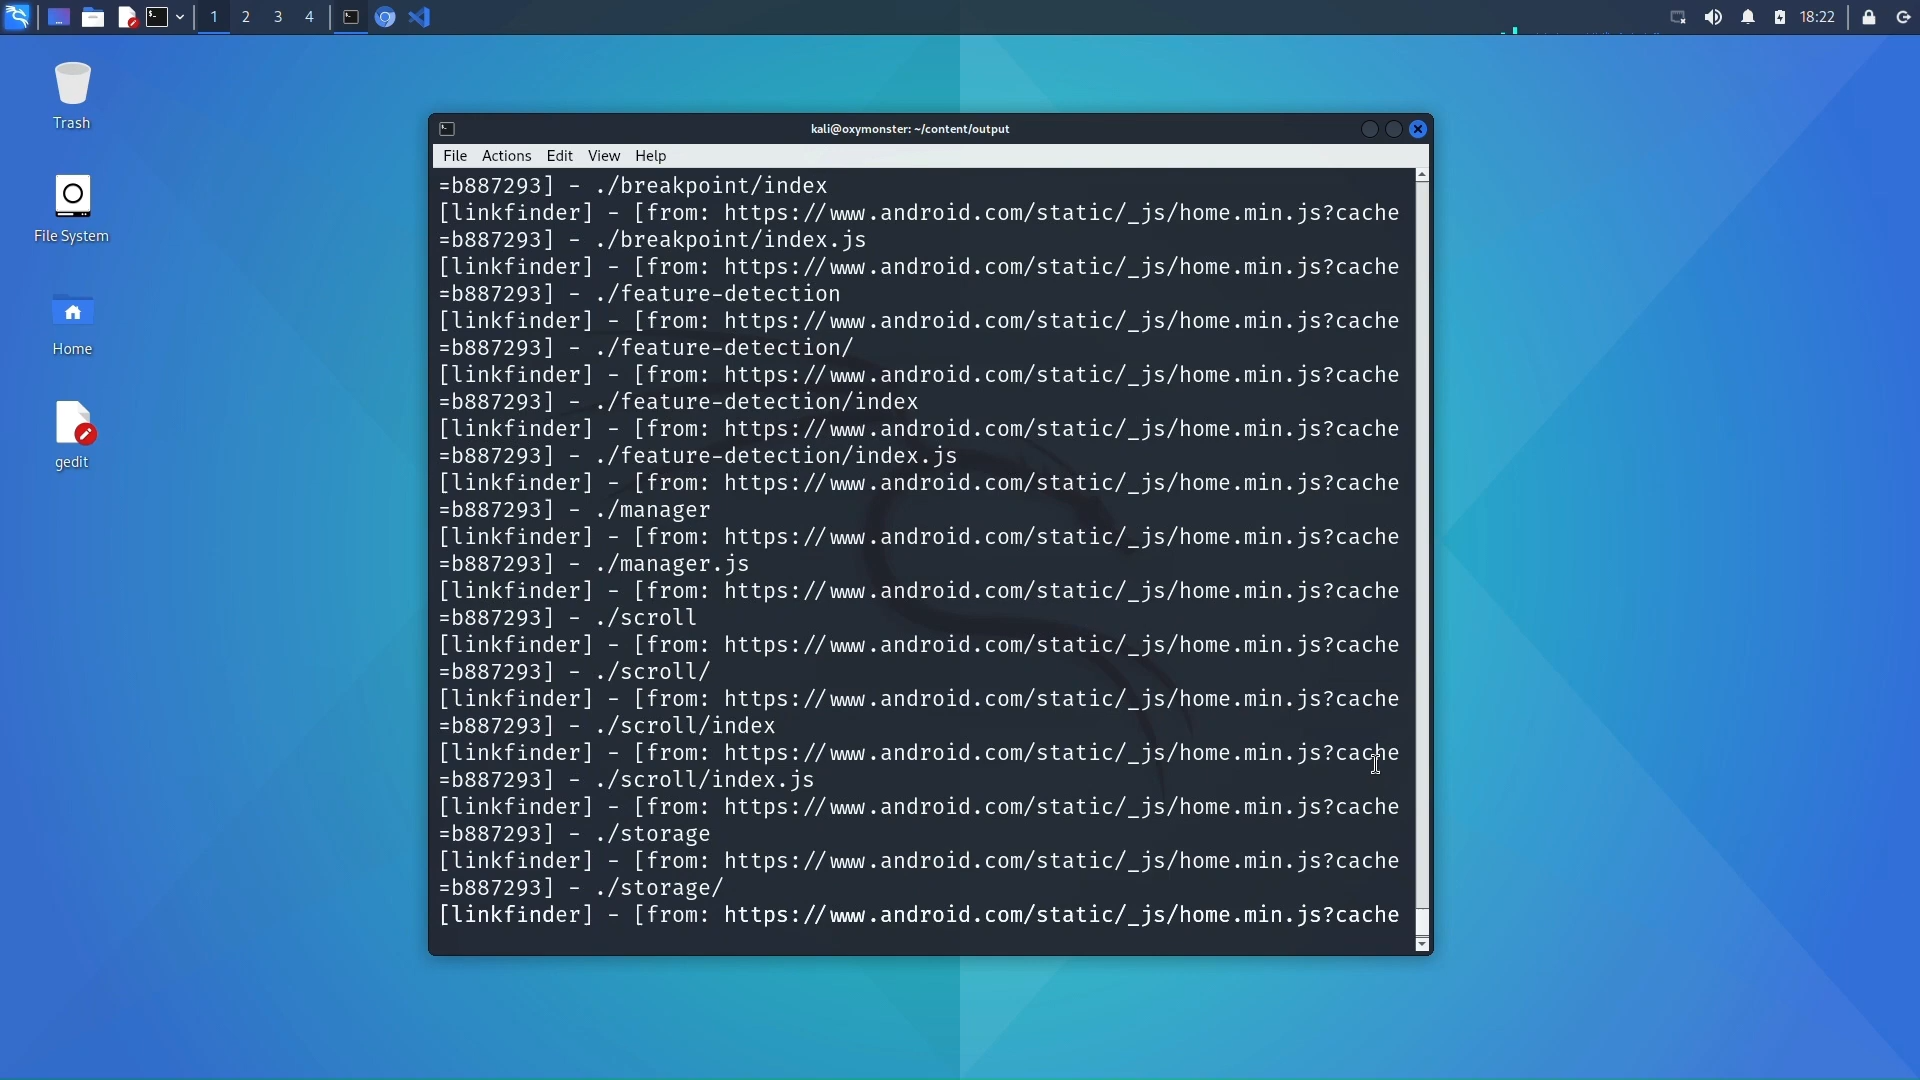 1 2 3 4
18:22
Trash
File System
Home
gedit
kali@oxymonster: ~/content/output
File Actions Edit View Help
=b887293] - ./breakpoint/index
[linkfinder] - [from: https://www.android.com/static/_js/home.min.js?cache
=b887293] - ./breakpoint/index.js
[linkfinder] - [from: https://www.android.com/static/_js/home.min.js?cache
=b887293] - ./feature-detection
[linkfinder] - [from: https://www.android.com/static/_js/home.min.js?cache
=b887293] - ./feature-detection/
[linkfinder] - [from: https://www.android.com/static/_js/home.min.js?cache
=b887293] - ./feature-detection/index
[linkfinder] - [from: https://www.android.com/static/_js/home.min.js?cache
=b887293] - ./feature-detection/index.js
[linkfinder] - [from: https://www.android.com/static/_js/home.min.js?cache
=b887293] - ./manager
[linkfinder] - [from: https://www.android.com/static/_js/home.min.js?cache
=b887293] - ./manager.js
[linkfinder] - [from: https://www.android.com/static/_js/home.min.js?cache
=b887293] - ./scroll
[linkfinder] - [from: https://www.android.com/static/_js/home.min.js?cache
=b887293] - ./scroll/
[linkfinder] - [from: https://www.android.com/static/_js/home.min.js?cache
=b887293] - ./scroll/index
[linkfinder] - [from: https://www.android.com/static/_js/home.min.js?cache
=b887293] - ./scroll/index.js
[linkfinder] - [from: https://www.android.com/static/_js/home.min.js?cache
=b887293] - ./storage
[linkfinder] - [from: https://www.android.com/static/_js/home.min.js?cache
=b887293] - ./storage/
[linkfinder] - [from: https://www.android.com/static/_js/home.min.js?cache